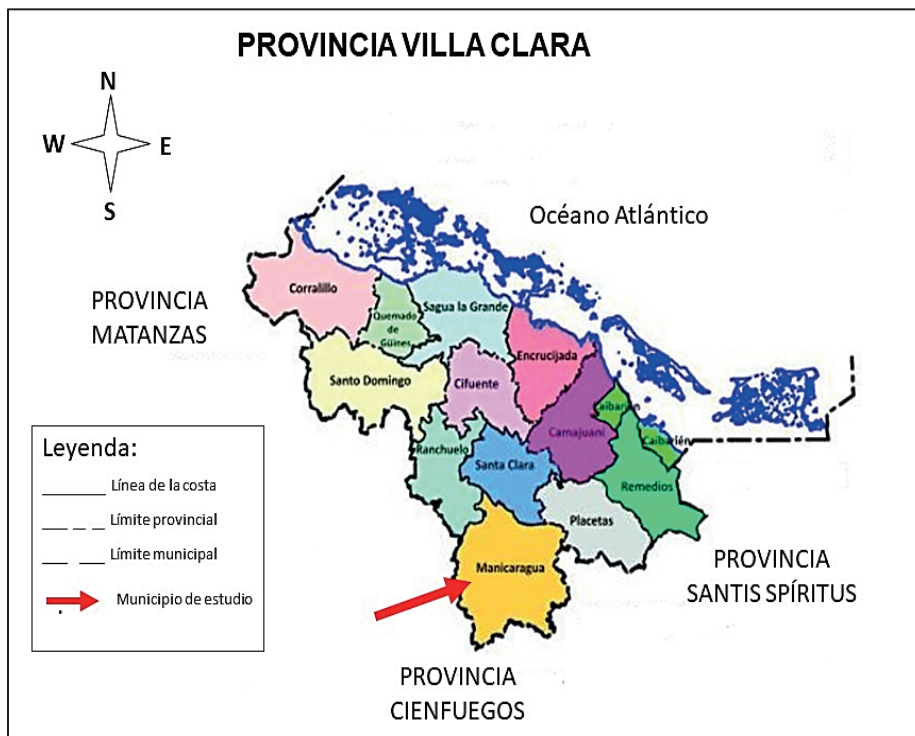 PROVINCIA VILLA CLARA
N
W
E
S
Océano Atlántico
PROVINCIA
MATANZAS
Corralillo
Quemado
de
Güines
Sagua la Grande
Encrucijada
Santo Domingo
Cifuente
Caibarién
Camajuani
Caibarién
Ranchuelo
Santa Clara
Remedios
Placetas
Manicaragua
PROVINCIA
SANTIS SPÍRITUS
PROVINCIA
CIENFUEGOS
Leyenda:
Línea de la costa
Límite provincial
Límite municipal
Municipio de estudio